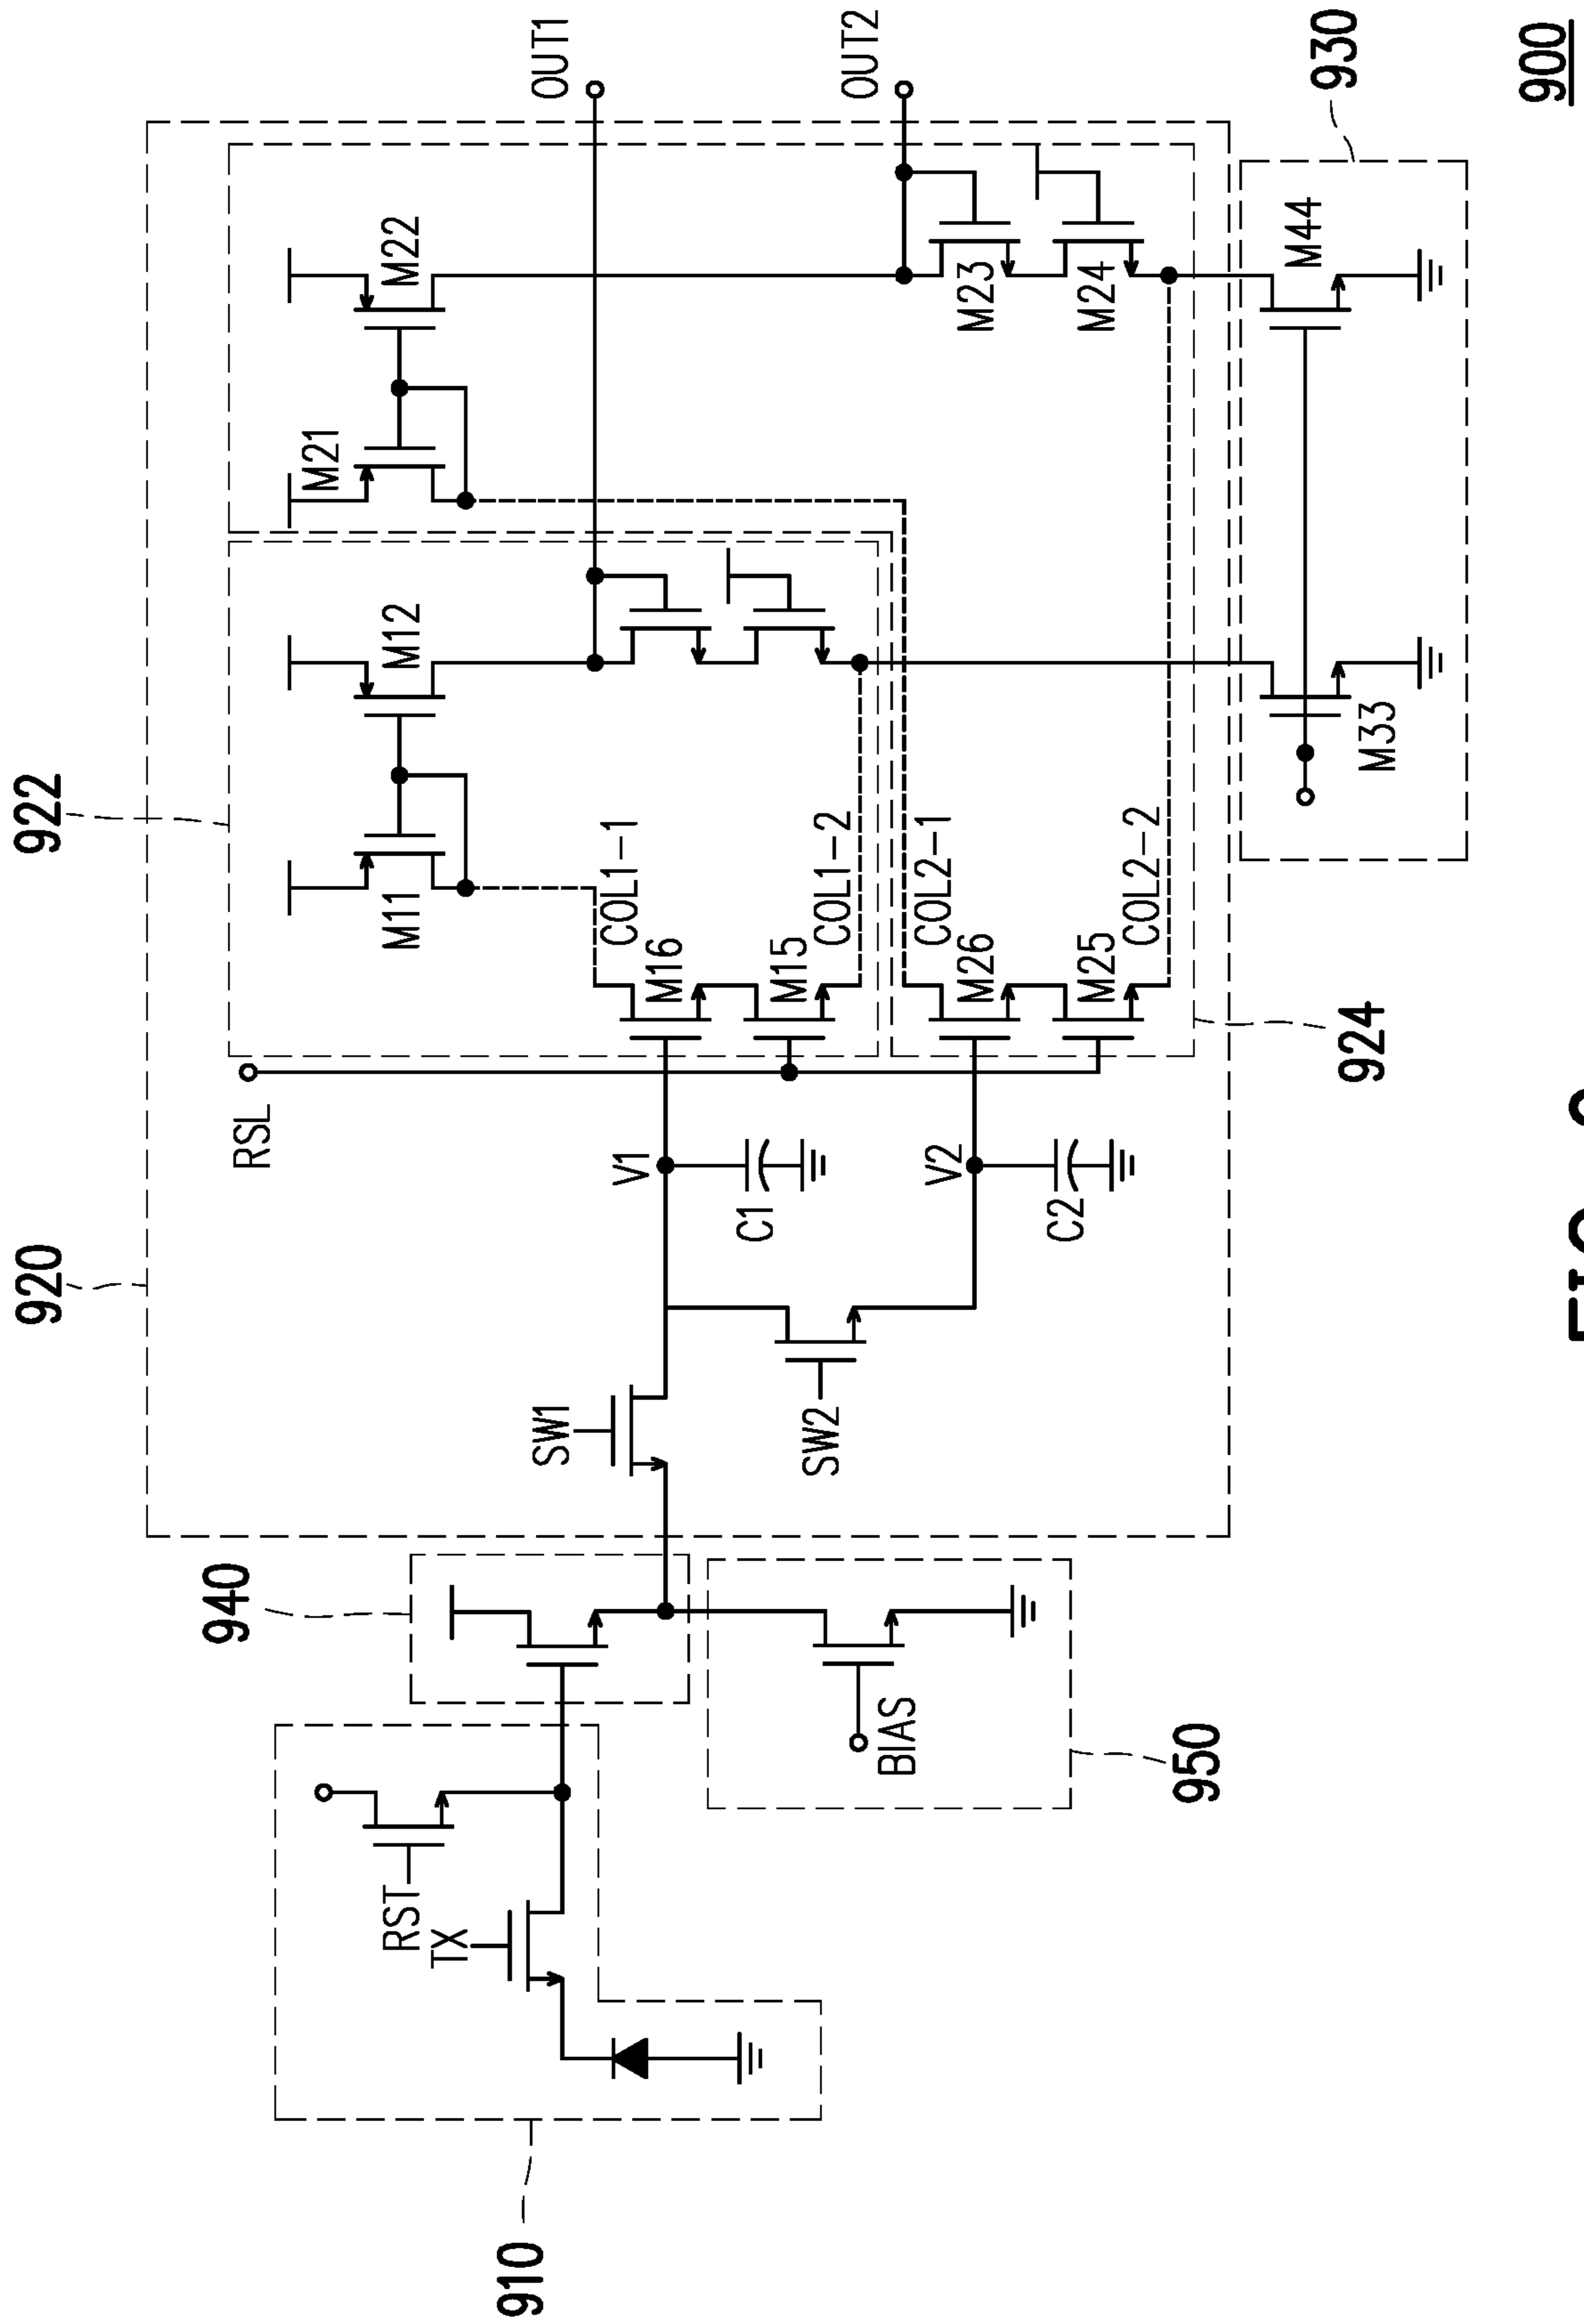 920
922
940
910
950
924
930
900
RST
TX
BIAS
SW1
SW2
RSL
V1
C1
V2
C2
M11
M12
M21
M22
COL1-1
M16
M15
COL1-2
COL2-1
M26
M25
COL2-2
M23
M24
M33
M44
OUT1
OUT2